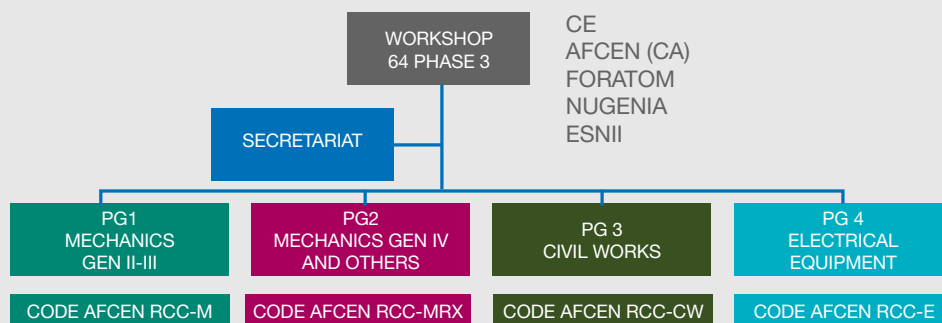 WORKSHOP
64 PHASE 3
CE
AFCEN (CA)
FORATOM
NUGENIA
ESNII
SECRETARIAT
PG1
MECHANICS
GEN II-III
PG2
MECHANICS GEN IV
AND OTHERS
PG 3
CIVIL WORKS
PG 4
ELECTRICAL
EQUIPMENT
CODE AFCEN RCC-M
CODE AFCEN RCC-MRX
CODE AFCEN RCC-CW
CODE AFCEN RCC-E